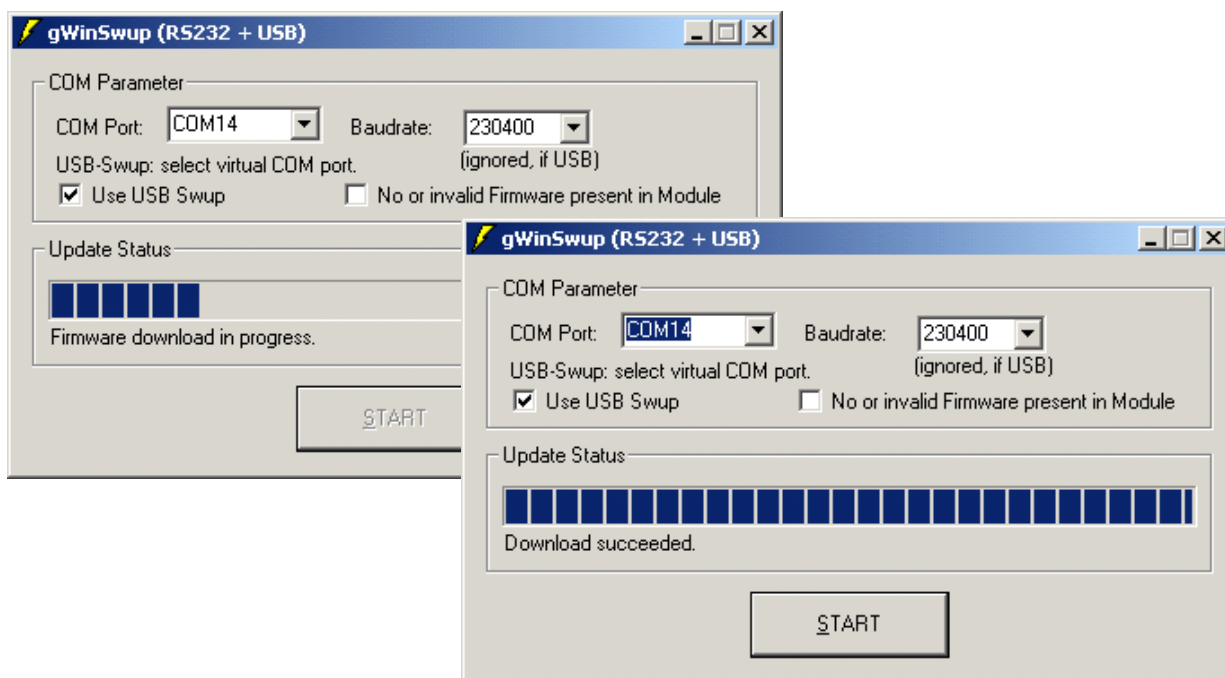 gWinSwup (RS232 + USB)
COM Parameter
COM Port: COM14 Baudrate: 230400
USB-Swup: select virtual COM port. (ignored, if USB)
Use USB Swup No or invalid Firmware present in Module
Update Status
Firmware download in progress.
START
gWinSwup (RS232 + USB)
COM Parameter
COM Port: COM14 Baudrate: 230400
USB-Swup: select virtual COM port. (ignored, if USB)
Use USB Swup No or invalid Firmware present in Module
Update Status
Download succeeded.
START